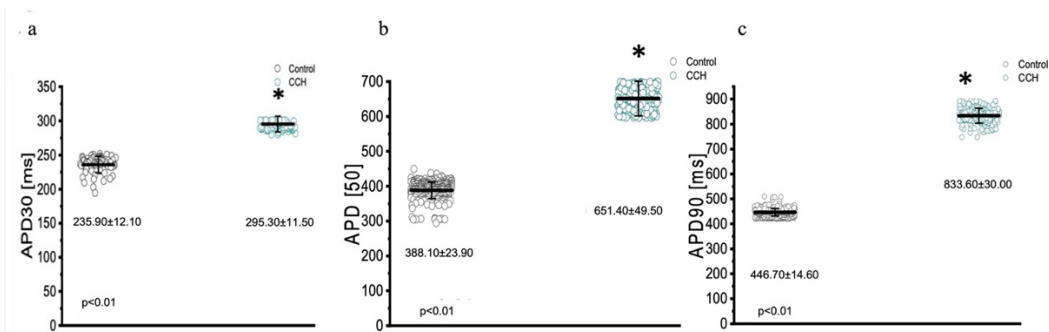 a
Control
CCH
*
APD30 [ms]
350
300
250
200
150
100
50
0
235.90±12.10
295.30±11.50
p<0.01
b
Control
CCH
*
APD [50]
700
600
500
400
300
200
100
0
388.10±23.90
651.40±49.50
p<0.01
c
Control
CCH
*
APD90 [ms]
900
800
700
600
500
400
300
200
100
0
446.70±14.60
833.60±30.00
p<0.01